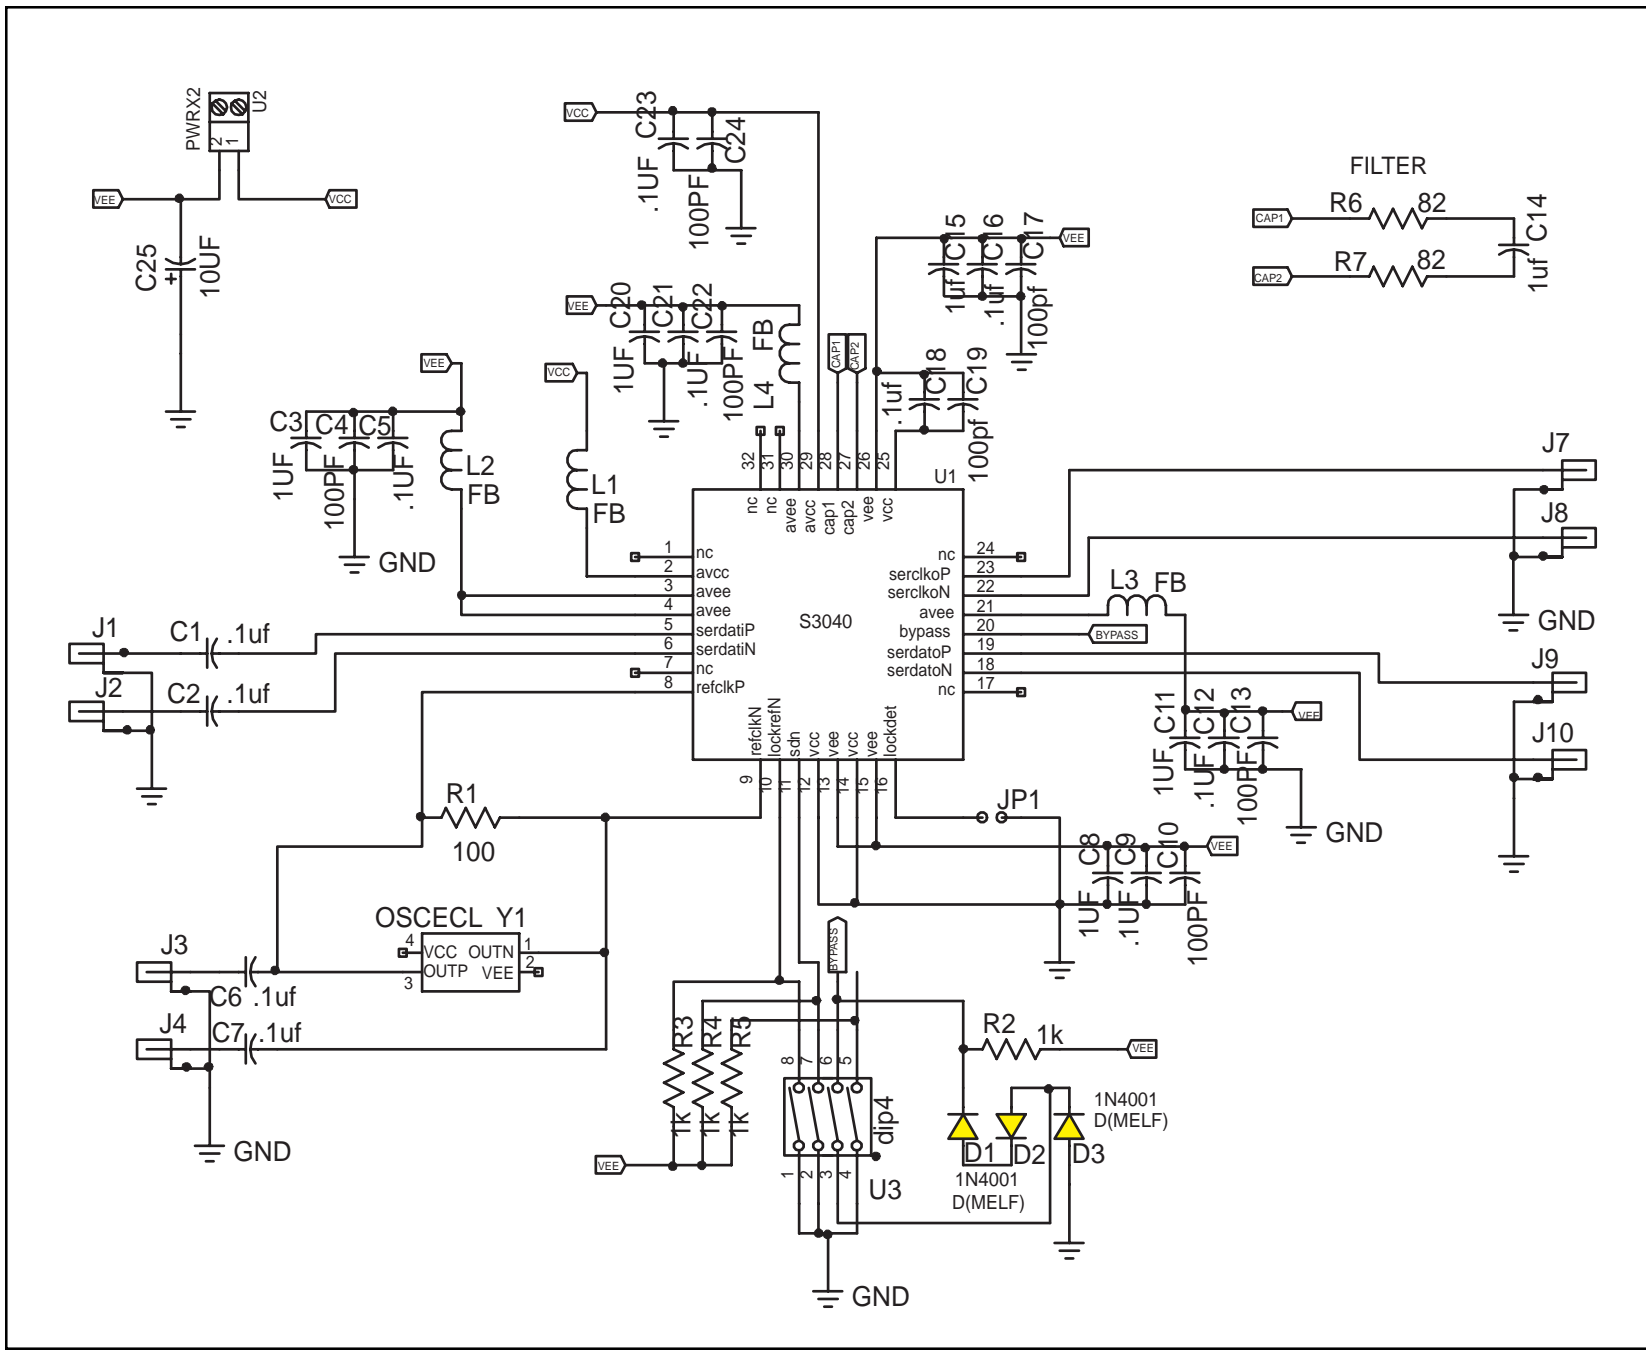 PWRX2
U2
2
1
VEE
VCC
C25
10UF
+
VCC
C23
.1UF
C24
100PF
FILTER
CAP1
R6
82
C14
1uf
CAP2
R7
82
C15
1uf
C16
.1uf
C17
100pf
VEE
VEE
C20
1UF
C21
.1UF
C22
100PF
FB
L4
CAP1
CAP2
.1uf
C18
C19
100pf
VEE
VCC
C3
1UF
C4
100PF
C5
.1UF
L2
FB
L1
FB
GND
U1
S3040
32
31
30
29
28
27
26
25
nc
nc
avee
avcc
cap1
cap2
vee
vcc
1
nc
2
avcc
3
avee
4
avee
5
serdatiP
6
serdatiN
7
nc
8
refclkP
nc
24
serclkoP
23
serclkoN
22
avee
21
bypass
20
serdatoP
19
serdatoN
18
nc
17
refclkN
lockrefN
sdn
vcc
vee
vcc
vee
lockdet
9
10
11
12
13
14
15
16
J7
J8
GND
L3
FB
BYPASS
J9
J10
J1
C1
.1uf
J2
C2
.1uf
C11
1UF
C12
.1UF
C13
100PF
VEE
GND
R1
100
JP1
C8
1UF
C9
.1UF
C10
100PF
VEE
OSCECL Y1
4
VCC
OUTN
1
OUTP
VEE
2
3
J3
C6
.1uf
J4
C7
.1uf
GND
BYPASS
R3
R4
R5
1k
1k
1k
VEE
8
7
6
5
dip4
1
2
3
4
U3
GND
R2
1k
VEE
D1
D2
D3
1N4001
D(MELF)
1N4001
D(MELF)